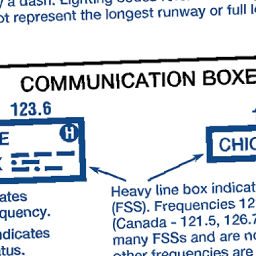 a dash. Lighting codes
ot represent the longest runway or full l
COMMUNICATION BOXE
123.6
E H
CHIC
Heavy line box indicat
(FSS). Frequencies 12
(Canada - 121.5, 126.7
many FSSs and are no
other frequencies are
ates
quency.
ndicates
atus.